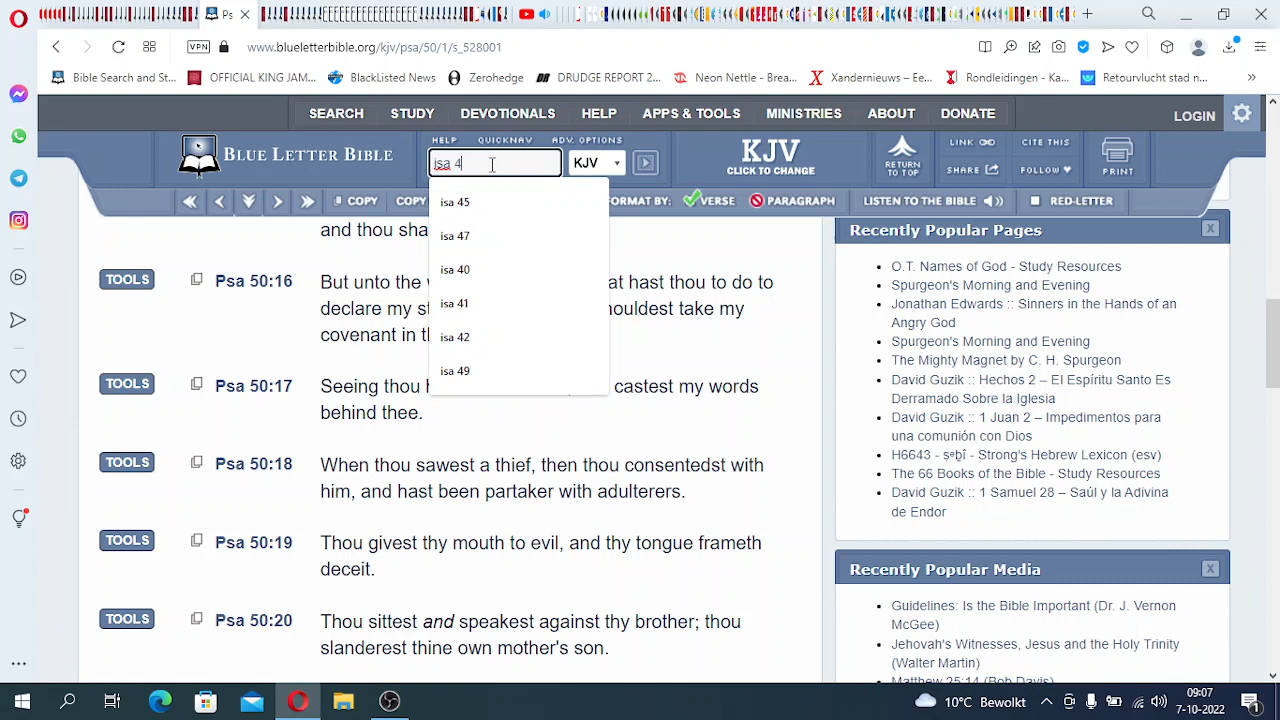 Ps
www.blueletterbible.org/kjv/psa/50/1/s_528001
VPN
Bible Search and St...
OFFICIAL KING JAM...
BlackListed News
Zerohedge
DRUDGE REPORT 2...
Neon Nettle - Brea...
Xandernieuws – Ee...
Rondleidingen - Ka...
Retourvlucht stad n...
SEARCH
STUDY
DEVOTIONALS
HELP
APPS & TOOLS
MINISTRIES
ABOUT
DONATE
LOGIN
BLUE LETTER BIBLE
HELP
QUICKNAV
ADV. OPTIONS
isa 4
KJV
KJV
CLICK TO CHANGE
RETURN
TO TOP
LINK
SHARE
CITE THIS
FOLLOW
PRINT
COPY
COPY
FORMAT BY:
VERSE
PARAGRAPH
LISTEN TO THE BIBLE
RED-LETTER
isa 45
isa 47
isa 40
isa 41
isa 42
isa 49
and thou sha
TOOLS
Psa 50:16
But unto the
at hast thou to do to
declare my st
houldest take my
covenant in th
TOOLS
Psa 50:17
Seeing thou h
castest my words
behind thee.
TOOLS
Psa 50:18
When thou sawest a thief, then thou consentedst with
him, and hast been partaker with adulterers.
TOOLS
Psa 50:19
Thou givest thy mouth to evil, and thy tongue frameth
deceit.
TOOLS
Psa 50:20
Thou sittest and speakest against thy brother; thou
slanderest thine own mother's son.
Recently Popular Pages
O.T. Names of God - Study Resources
Spurgeon's Morning and Evening
Jonathan Edwards :: Sinners in the Hands of an
Angry God
Spurgeon's Morning and Evening
The Mighty Magnet by C. H. Spurgeon
David Guzik :: Hechos 2 – El Espíritu Santo Es
Derramado Sobre la Iglesia
David Guzik :: 1 Juan 2 – Impedimentos para
una comunión con Dios
H6643 - ṣᵊḇî - Strong's Hebrew Lexicon (esv)
The 66 Books of the Bible - Study Resources
David Guzik :: 1 Samuel 28 – Saúl y la Adivina
de Endor
Recently Popular Media
Guidelines: Is the Bible Important (Dr. J. Vernon
McGee)
Jehovah's Witnesses, Jesus and the Holy Trinity
(Walter Martin)
Matthew 25:14 (Bob Davis)
10°C Bewolkt
09:07
7-10-2022